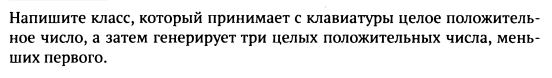 Напишите класс, который принимает с клавиатуры целое положитель-
ное число, а затем генерирует три целых положительных числа, мень-
ших первого.